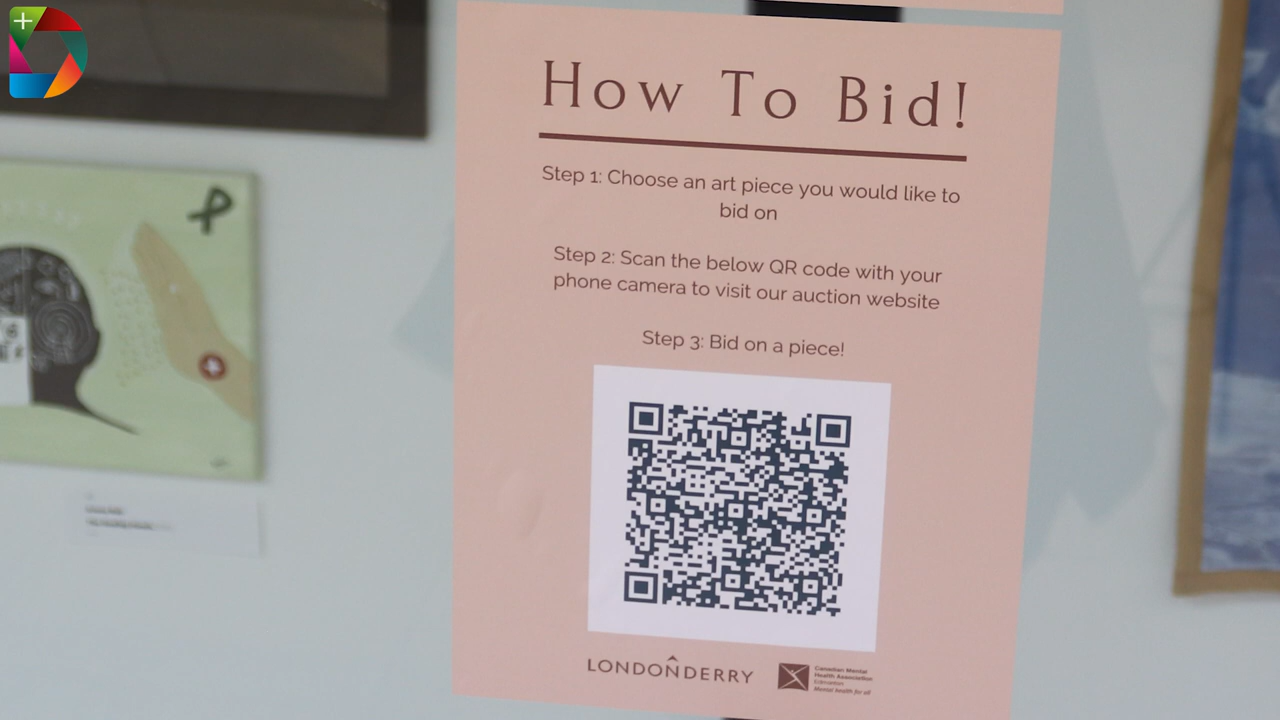 How To Bid!
Step 1: Choose an art piece you would like to
bid on
Step 2: Scan the below QR code with your
phone camera to visit our auction website
Step 3: Bid on a piece!
LONDONDERRY
Canadian Mental
Health Association
Edmonton
Mental health for all